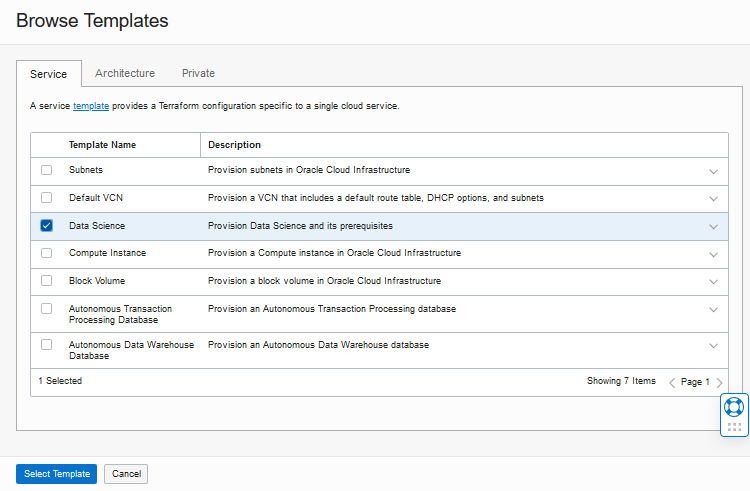 Browse Templates
Service Architecture Private
A service template provides a Terraform configuration specific to a single cloud service.
Template Name Description
Subnets Provision subnets in Oracle Cloud Infrastructure
Default VCN Provision a VCN that includes a default route table, DHCP options, and subnets
Data Science Provision Data Science and its prerequisites
Compute Instance Provision a Compute instance in Oracle Cloud Infrastructure
Block Volume Provision a block volume in Oracle Cloud Infrastructure
Autonomous Transaction Provision an Autonomous Transaction Processing database
Processing Database
Autonomous Data Warehouse Provision an Autonomous Data Warehouse database
Database
1 Selected Showing 7 Items Page 1
Select Template Cancel